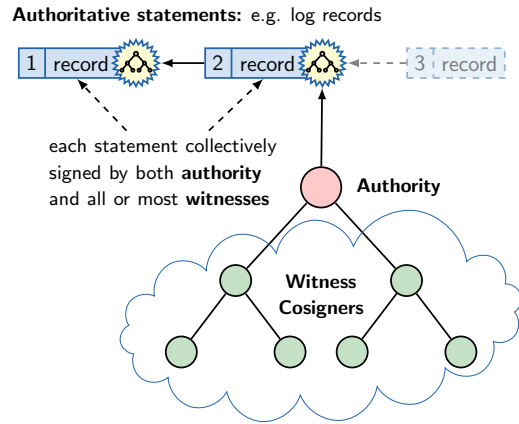 Authoritative statements: e.g. log records
1 record 2 record 3 record
each statement collectively
signed by both authority
and all or most witnesses
Authority
Witness
Cosigners